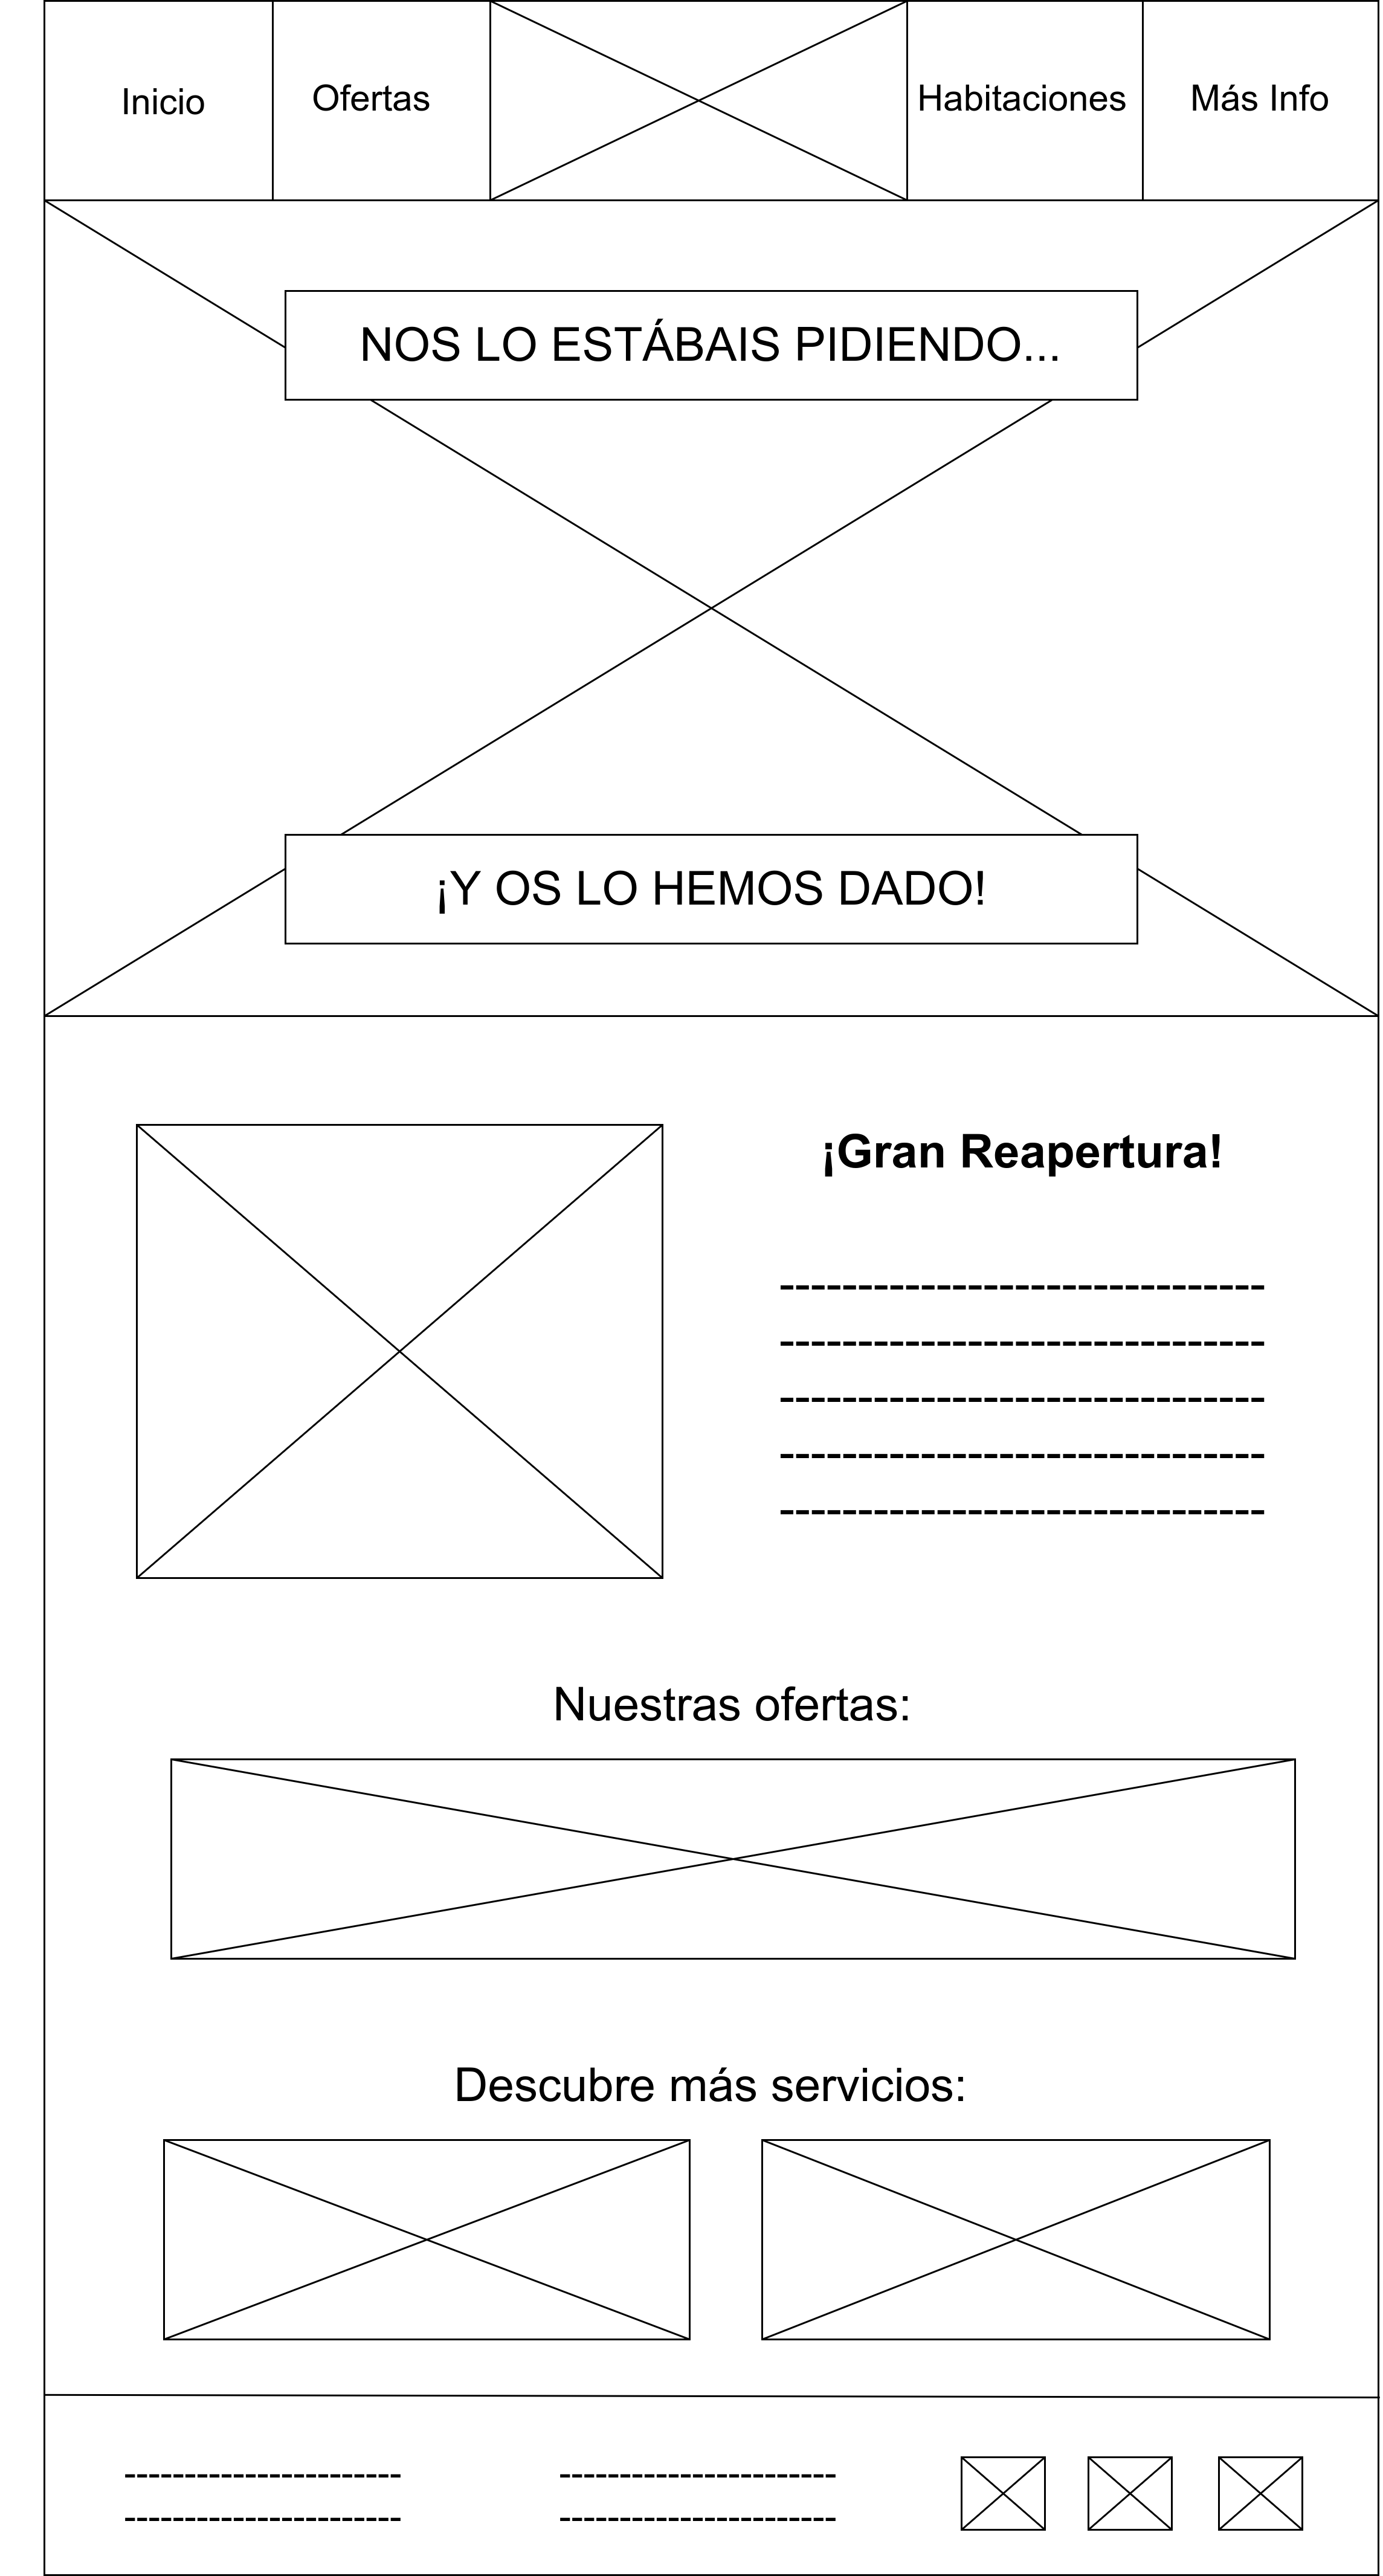 Inicio
Ofertas
Habitaciones
Más Info
NOS LO ESTÁBAIS PIDIENDO...
¡Y OS LO HEMOS DADO!
¡Gran Reapertura!
-------------------------------
-------------------------------
-------------------------------
-------------------------------
-------------------------------
Nuestras ofertas:
Descubre más servicios:
-----------------------
-----------------------
-----------------------
-----------------------